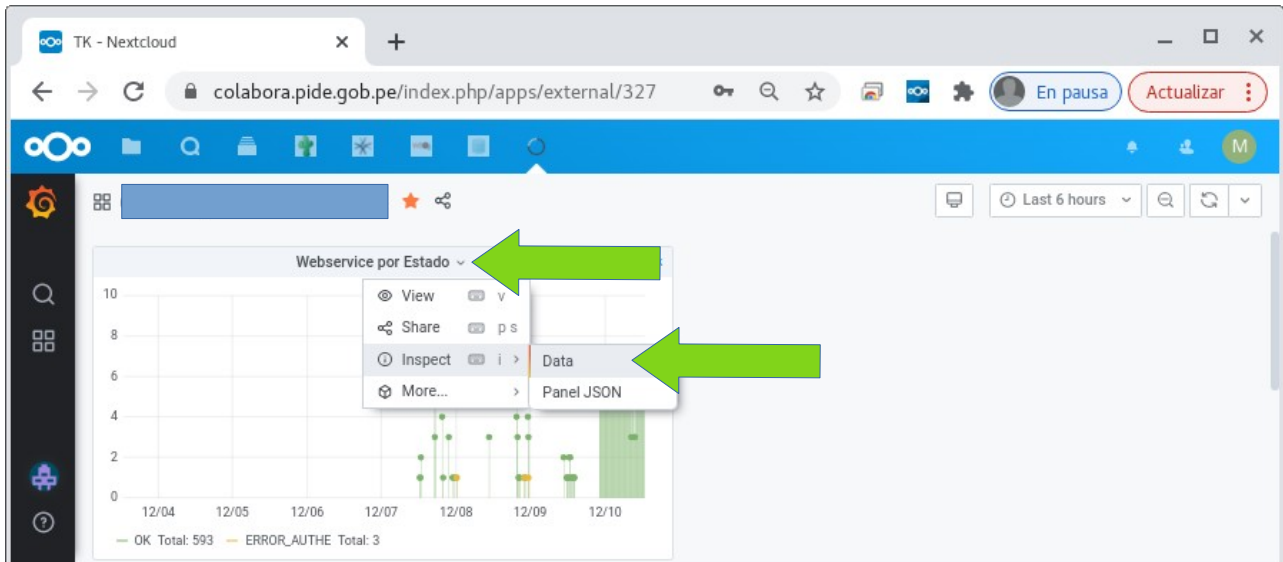 TK - Nextcloud
colabora.pide.gob.pe/index.php/apps/external/327
En pausa
Actualizar
M
Last 6 hours
Webservice por Estado
View v
Share p s
Inspect i
More...
Data
Panel JSON
10
8
6
4
2
0
12/04 12/05 12/06 12/07 12/08 12/09 12/10
OK Total: 593 ERROR_AUTHE Total: 3